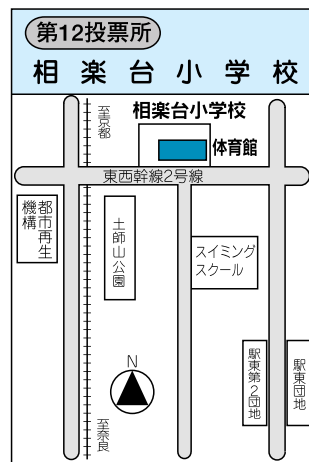 第12投票所
相楽台小学校
至京都
相楽台小学校
体育館
東西幹線2号線
都市再生
機構
土師山公園
スイミング
スクール
N
駅東第2団地
駅東団地
至奈良